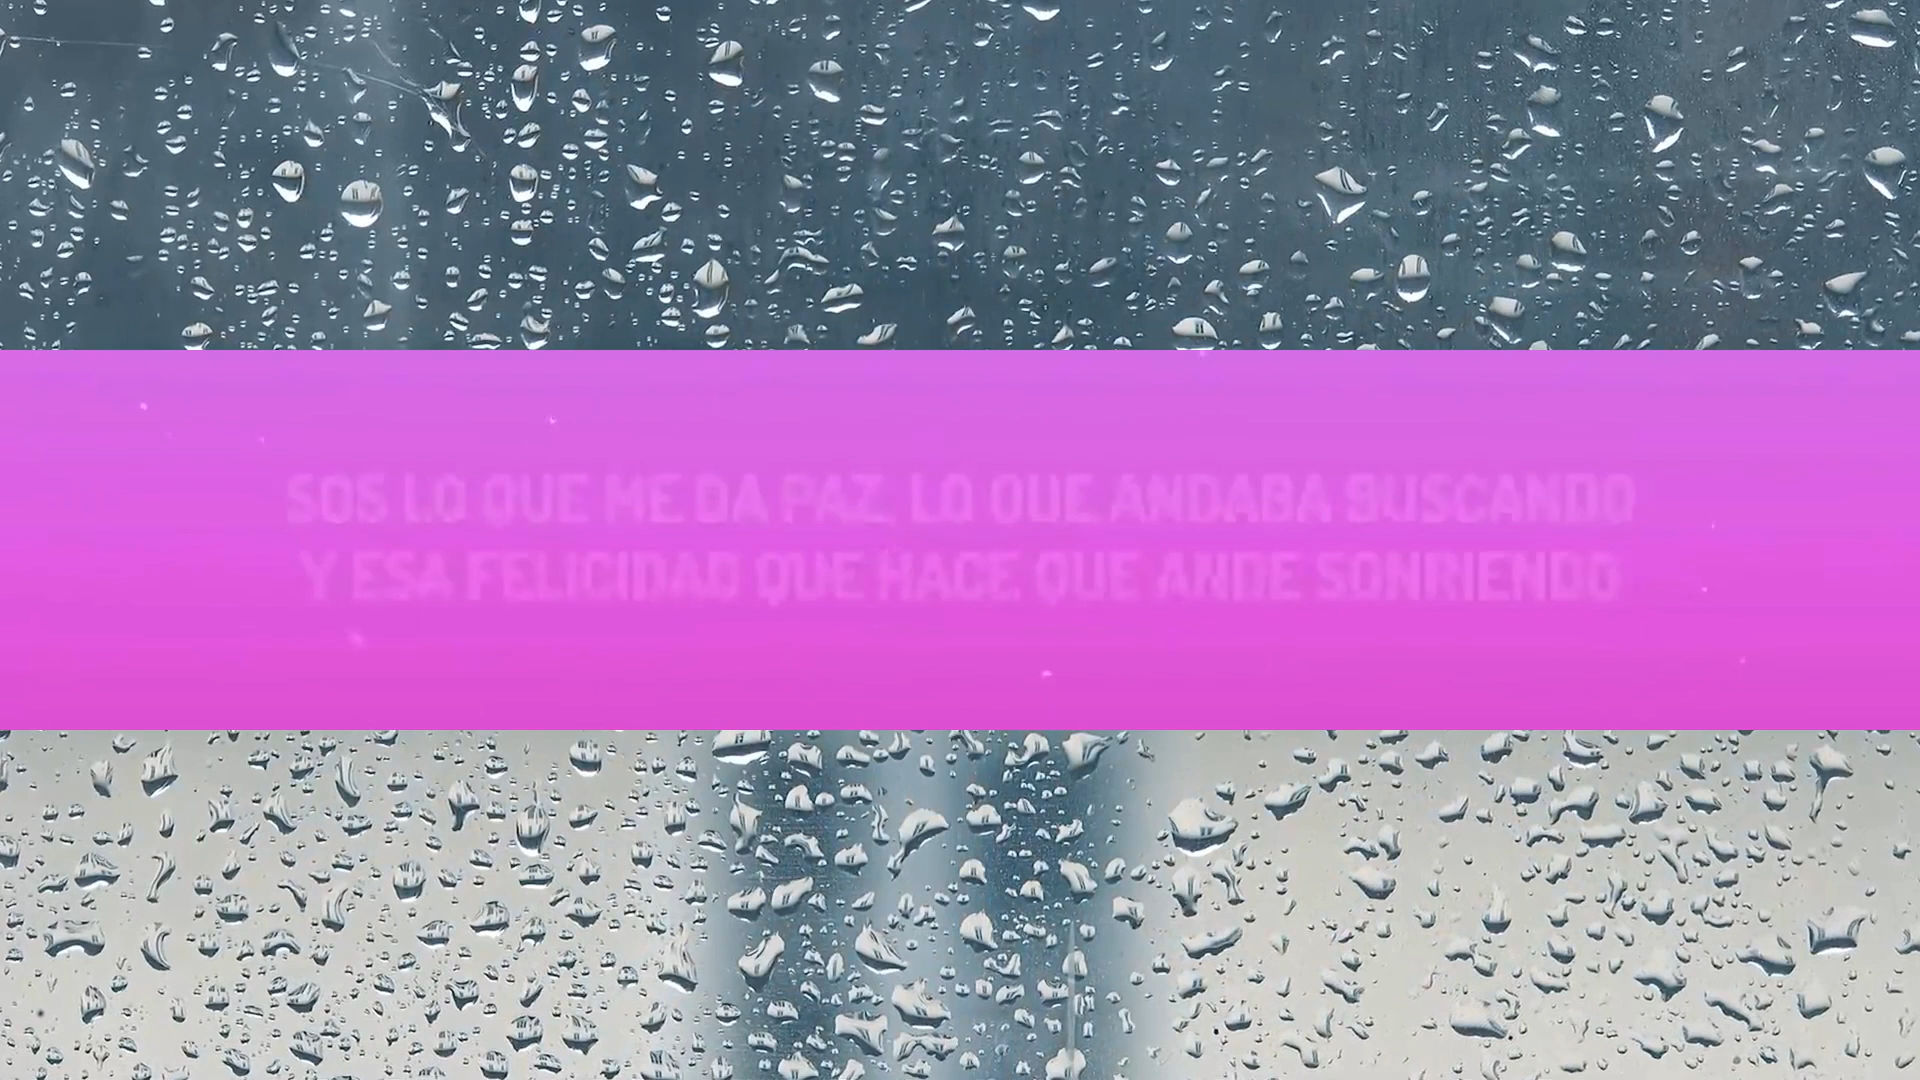 SOS LO QUE ME DA PAZ, LO QUE ANDABA BUSCANDO
Y ESA FELICIDAD QUE HACE QUE ANDE SONRIENDO